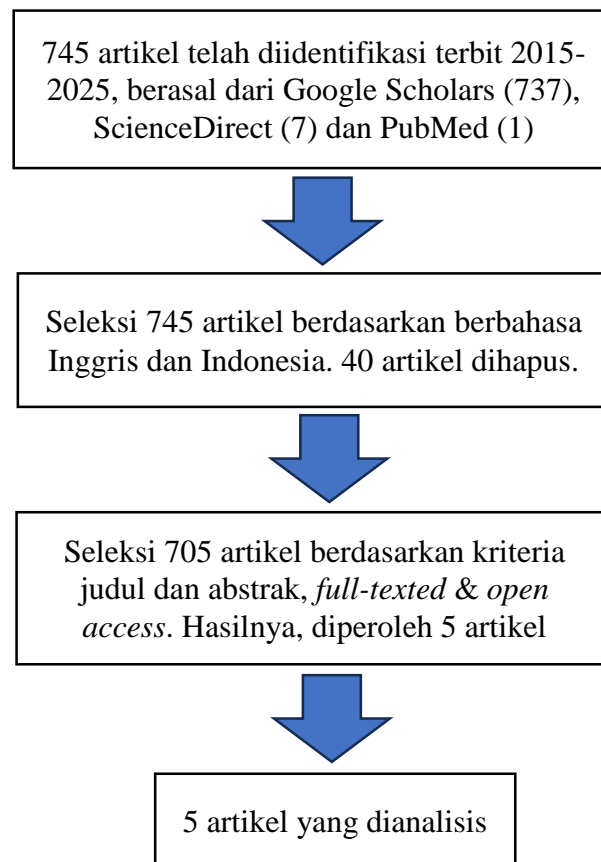 745 artikel telah diidentifikasi terbit 2015-
2025, berasal dari Google Scholars (737),
ScienceDirect (7) dan PubMed (1)
Seleksi 745 artikel berdasarkan berbahasa
Inggris dan Indonesia. 40 artikel dihapus.
Seleksi 705 artikel berdasarkan kriteria
judul dan abstrak, full-texted & open
access. Hasilnya, diperoleh 5 artikel
5 artikel yang dianalisis